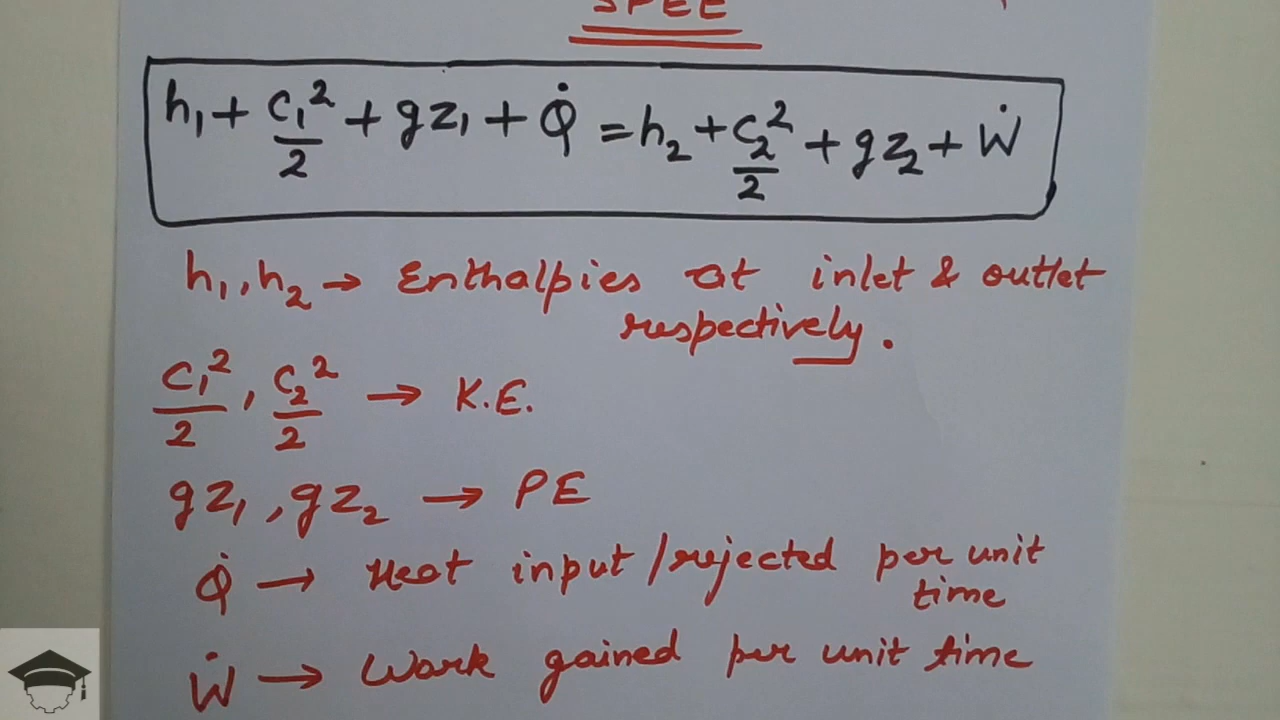 SFEE
h₁ + c₁²/2 + gz₁ + Q̇ = h₂ + c₂²/2 + gz₂ + Ẇ
h₁, h₂ → Enthalpies at inlet & outlet
respectively.
c₁²/2, c₂²/2 → K.E.
gz₁, gz₂ → PE
Q̇ → Heat input/rejected per unit
time
Ẇ → Work gained per unit time